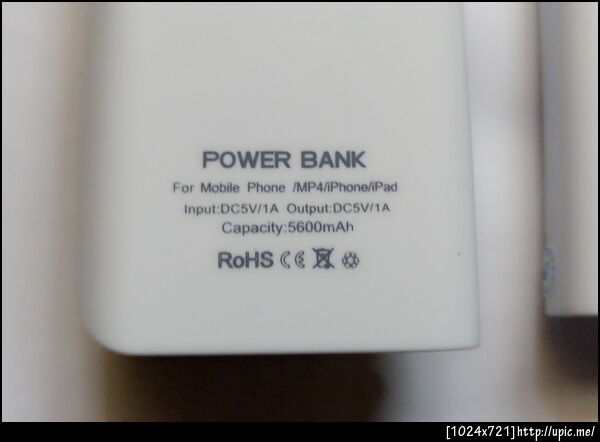 POWER BANK
For Mobile Phone /MP4/iPhone/iPad
Input:DC5V/1A Output:DC5V/1A
Capacity:5600mAh
RoHS CE
[1024x721]http://upic.me/